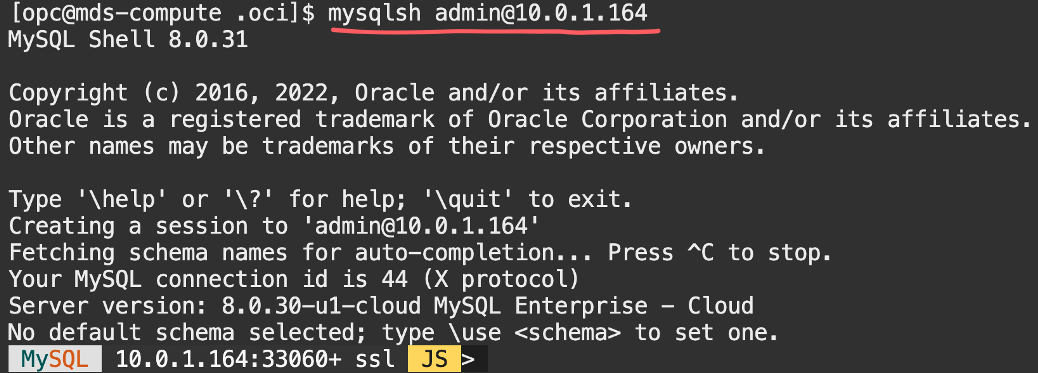 [opc@mds-compute .oci]$ mysqlsh admin@10.0.1.164
MySQL Shell 8.0.31
Copyright (c) 2016, 2022, Oracle and/or its affiliates.
Oracle is a registered trademark of Oracle Corporation and/or its affiliates.
Other names may be trademarks of their respective owners.
Type '\help' or '\?' for help; '\quit' to exit.
Creating a session to 'admin@10.0.1.164'
Fetching schema names for auto-completion... Press ^C to stop.
Your MySQL connection id is 44 (X protocol)
Server version: 8.0.30-u1-cloud MySQL Enterprise - Cloud
No default schema selected; type \use <schema> to set one.
MySQL 10.0.1.164:33060+ ssl JS >